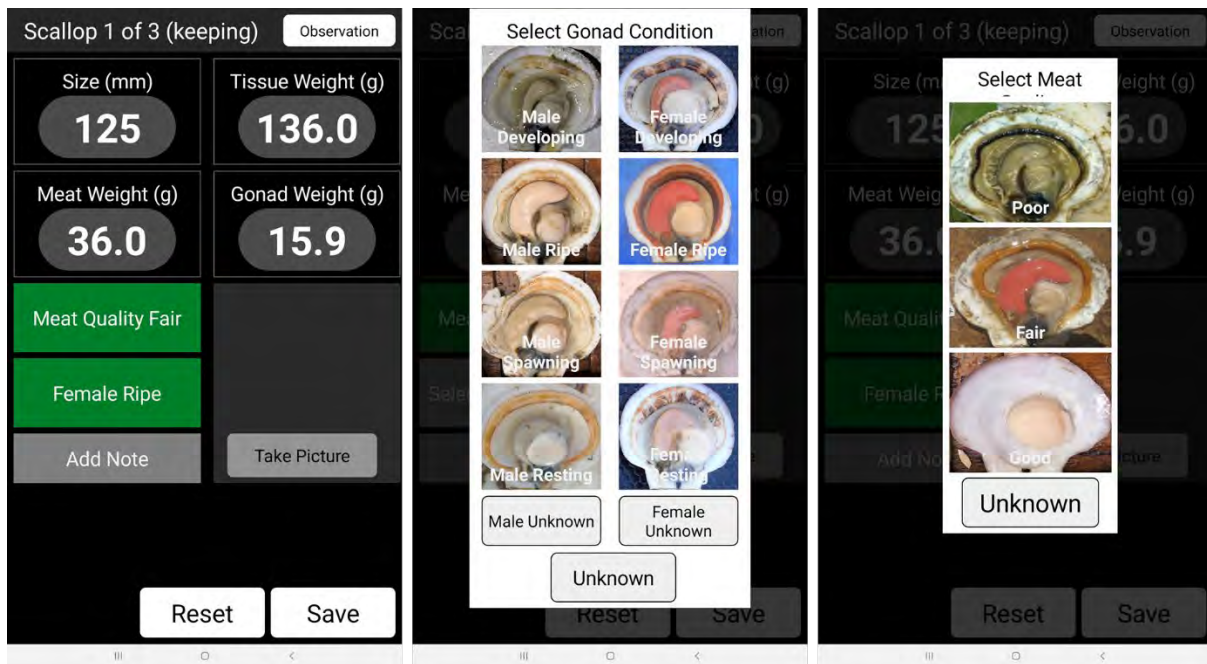 Scallop 1 of 3 (keeping)
Observation
Size (mm)
125
Tissue Weight (g)
136.0
Meat Weight (g)
36.0
Gonad Weight (g)
15.9
Meat Quality Fair
Female Ripe
Add Note
Take Picture
Reset
Save
Select Gonad Condition
Male
Developing
Female
Developing
Male Ripe
Female Ripe
Male
Spawning
Female
Spawning
Male Resting
Female
Resting
Male Unknown
Female
Unknown
Unknown
Reset
Save
Scallop 1 of 3 (keeping)
Observation
Select Meat
Poor
Fair
Good
Unknown
Reset
Save